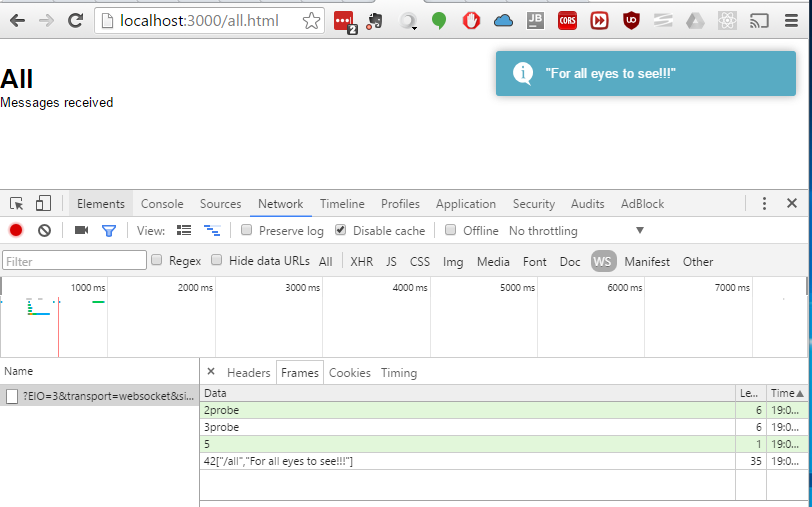 localhost:3000/all.html
2
JB
CORS
All
Messages received
"For all eyes to see!!!"
Elements Console Sources Network Timeline Profiles Application Security Audits AdBlock
View: Preserve log Disable cache Offline No throttling
Filter Regex Hide data URLs All XHR JS CSS Img Media Font Doc WS Manifest Other
1000 ms 2000 ms 3000 ms 4000 ms 5000 ms 6000 ms 7000 ms
Name × Headers Frames Cookies Timing
?EIO=3&transport=websocket&si...
Data Le... Time▲
2probe 6 19:0...
3probe 6 19:0...
5 1 19:0...
42["/all","For all eyes to see!!!"] 35 19:0...